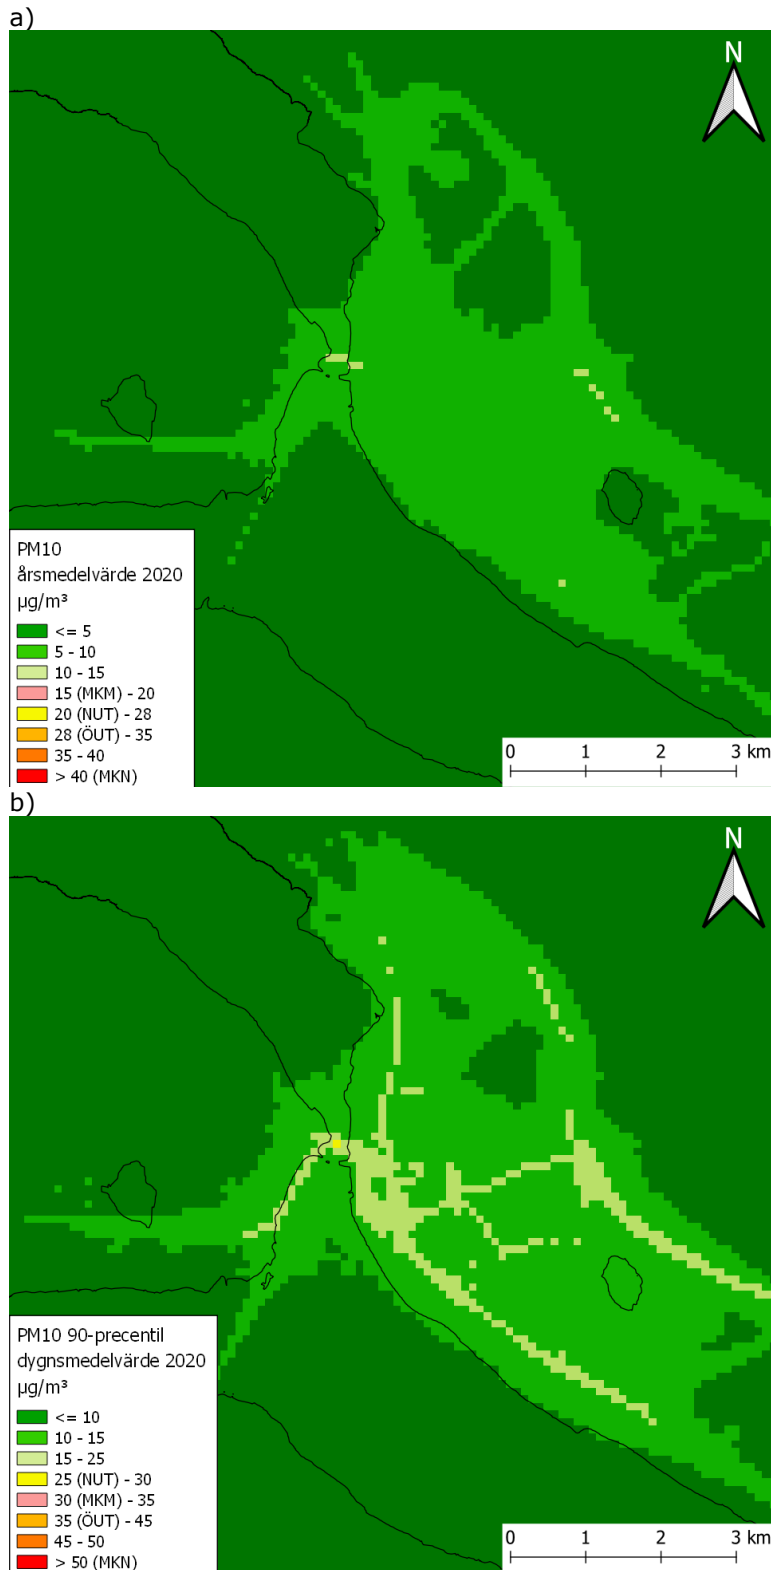 a)
N
PM10
årsmedelvärde 2020
µg/m³
<= 5
5 - 10
10 - 15
15 (MKM) - 20
20 (NUT) - 28
28 (ÖUT) - 35
35 - 40
> 40 (MKN)
0 1 2 3 km
b)
N
PM10 90-precentil
dygnsmedelvärde 2020
µg/m³
<= 10
10 - 15
15 - 25
25 (NUT) - 30
30 (MKM) - 35
35 (ÖUT) - 45
45 - 50
> 50 (MKN)
0 1 2 3 km